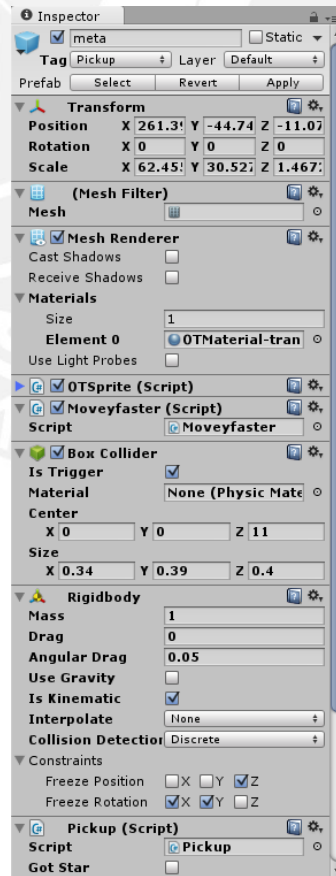 Inspector
meta Static
Tag Pickup Layer Default
Prefab Select Revert Apply
Transform
Position X 261.39 Y -44.74 Z -11.07
Rotation X 0 Y 0 Z 0
Scale X 62.45 Y 30.527 Z 1.467
(Mesh Filter)
Mesh
Mesh Renderer
Cast Shadows
Receive Shadows
Materials
Size 1
Element 0 OTMaterial-tran
Use Light Probes
OTSprite (Script)
Moveyfaster (Script)
Script Moveyfaster
Box Collider
Is Trigger
Material None (Physic Mate
Center
X 0 Y 0 Z 11
Size
X 0.34 Y 0.39 Z 0.4
Rigidbody
Mass 1
Drag 0
Angular Drag 0.05
Use Gravity
Is Kinematic
Interpolate None
Collision Detection Discrete
Constraints
Freeze Position X Y Z
Freeze Rotation X Y Z
Pickup (Script)
Script Pickup
Got Star